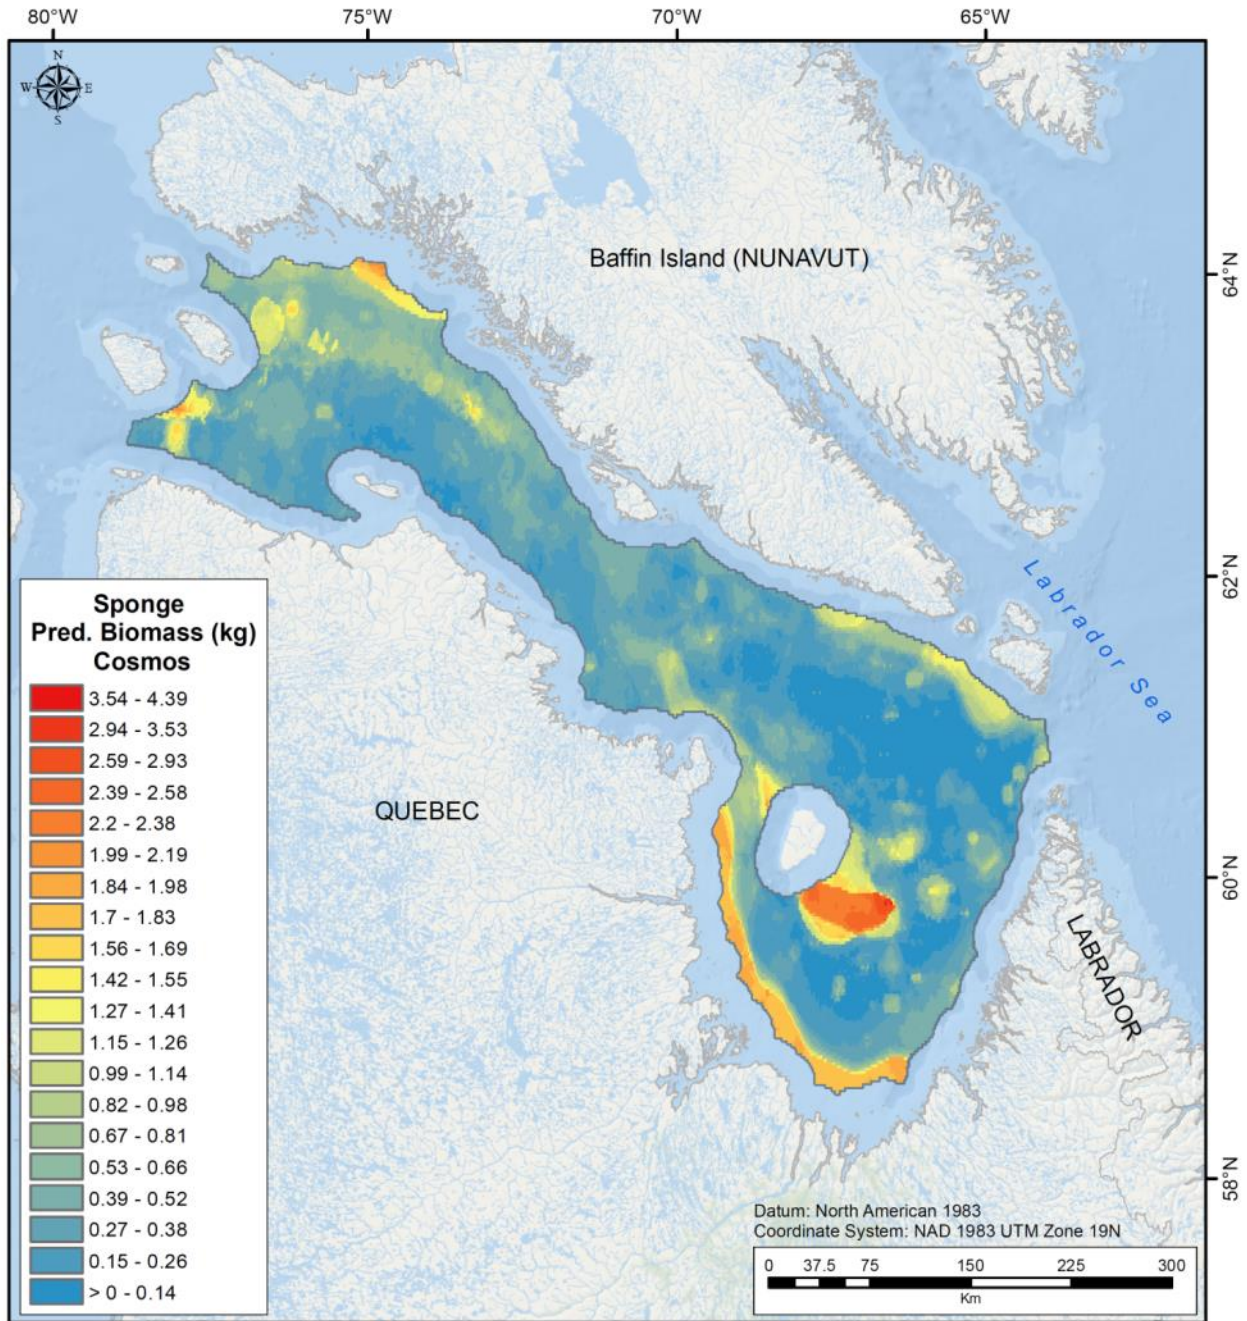 80°W
75°W
70°W
65°W
N
W
E
S
Baffin Island (NUNAVUT)
64°N
62°N
Labrador Sea
Sponge
Pred. Biomass (kg)
Cosmos
3.54 - 4.39
2.94 - 3.53
2.59 - 2.93
2.39 - 2.58
2.2 - 2.38
1.99 - 2.19
1.84 - 1.98
1.7 - 1.83
1.56 - 1.69
1.42 - 1.55
1.27 - 1.41
1.15 - 1.26
0.99 - 1.14
0.82 - 0.98
0.67 - 0.81
0.53 - 0.66
0.39 - 0.52
0.27 - 0.38
0.15 - 0.26
> 0 - 0.14
QUEBEC
60°N
LABRADOR
58°N
Datum: North American 1983
Coordinate System: NAD 1983 UTM Zone 19N
0 37.5 75 150 225 300
Km